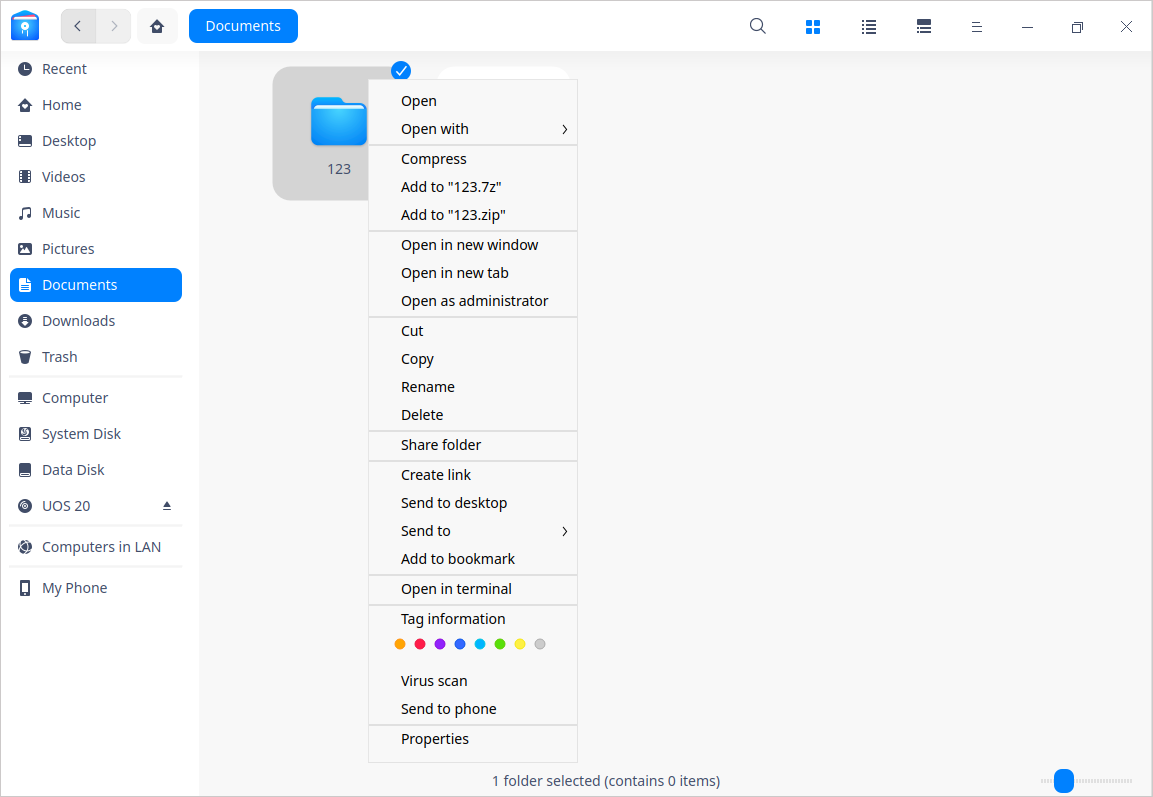 Documents
Recent
Home
Desktop
Videos
Music
Pictures
Documents
Downloads
Trash
Computer
System Disk
Data Disk
UOS 20
Computers in LAN
My Phone
123
Open
Open with
Compress
Add to "123.7z"
Add to "123.zip"
Open in new window
Open in new tab
Open as administrator
Cut
Copy
Rename
Delete
Share folder
Create link
Send to desktop
Send to
Add to bookmark
Open in terminal
Tag information
Virus scan
Send to phone
Properties
1 folder selected (contains 0 items)